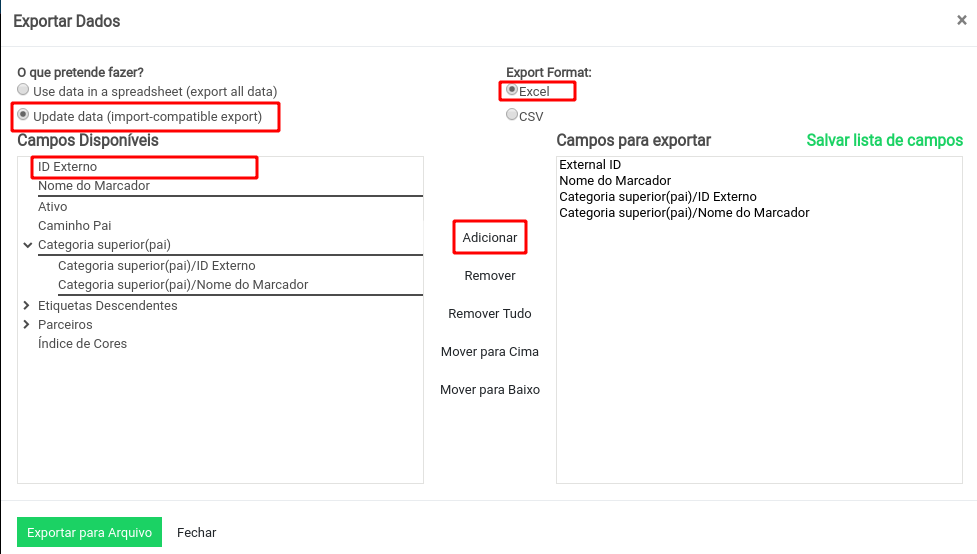 Exportar Dados
×
O que pretende fazer?
Use data in a spreadsheet (export all data)
Update data (import-compatible export)
Export Format:
Excel
CSV
Campos Disponíveis
ID Externo
Nome do Marcador
Ativo
Caminho Pai
Categoria superior(pai)
Categoria superior(pai)/ID Externo
Categoria superior(pai)/Nome do Marcador
Etiquetas Descendentes
Parceiros
Índice de Cores
Adicionar
Remover
Remover Tudo
Mover para Cima
Mover para Baixo
Campos para exportar
Salvar lista de campos
External ID
Nome do Marcador
Categoria superior(pai)/ID Externo
Categoria superior(pai)/Nome do Marcador
Exportar para Arquivo
Fechar